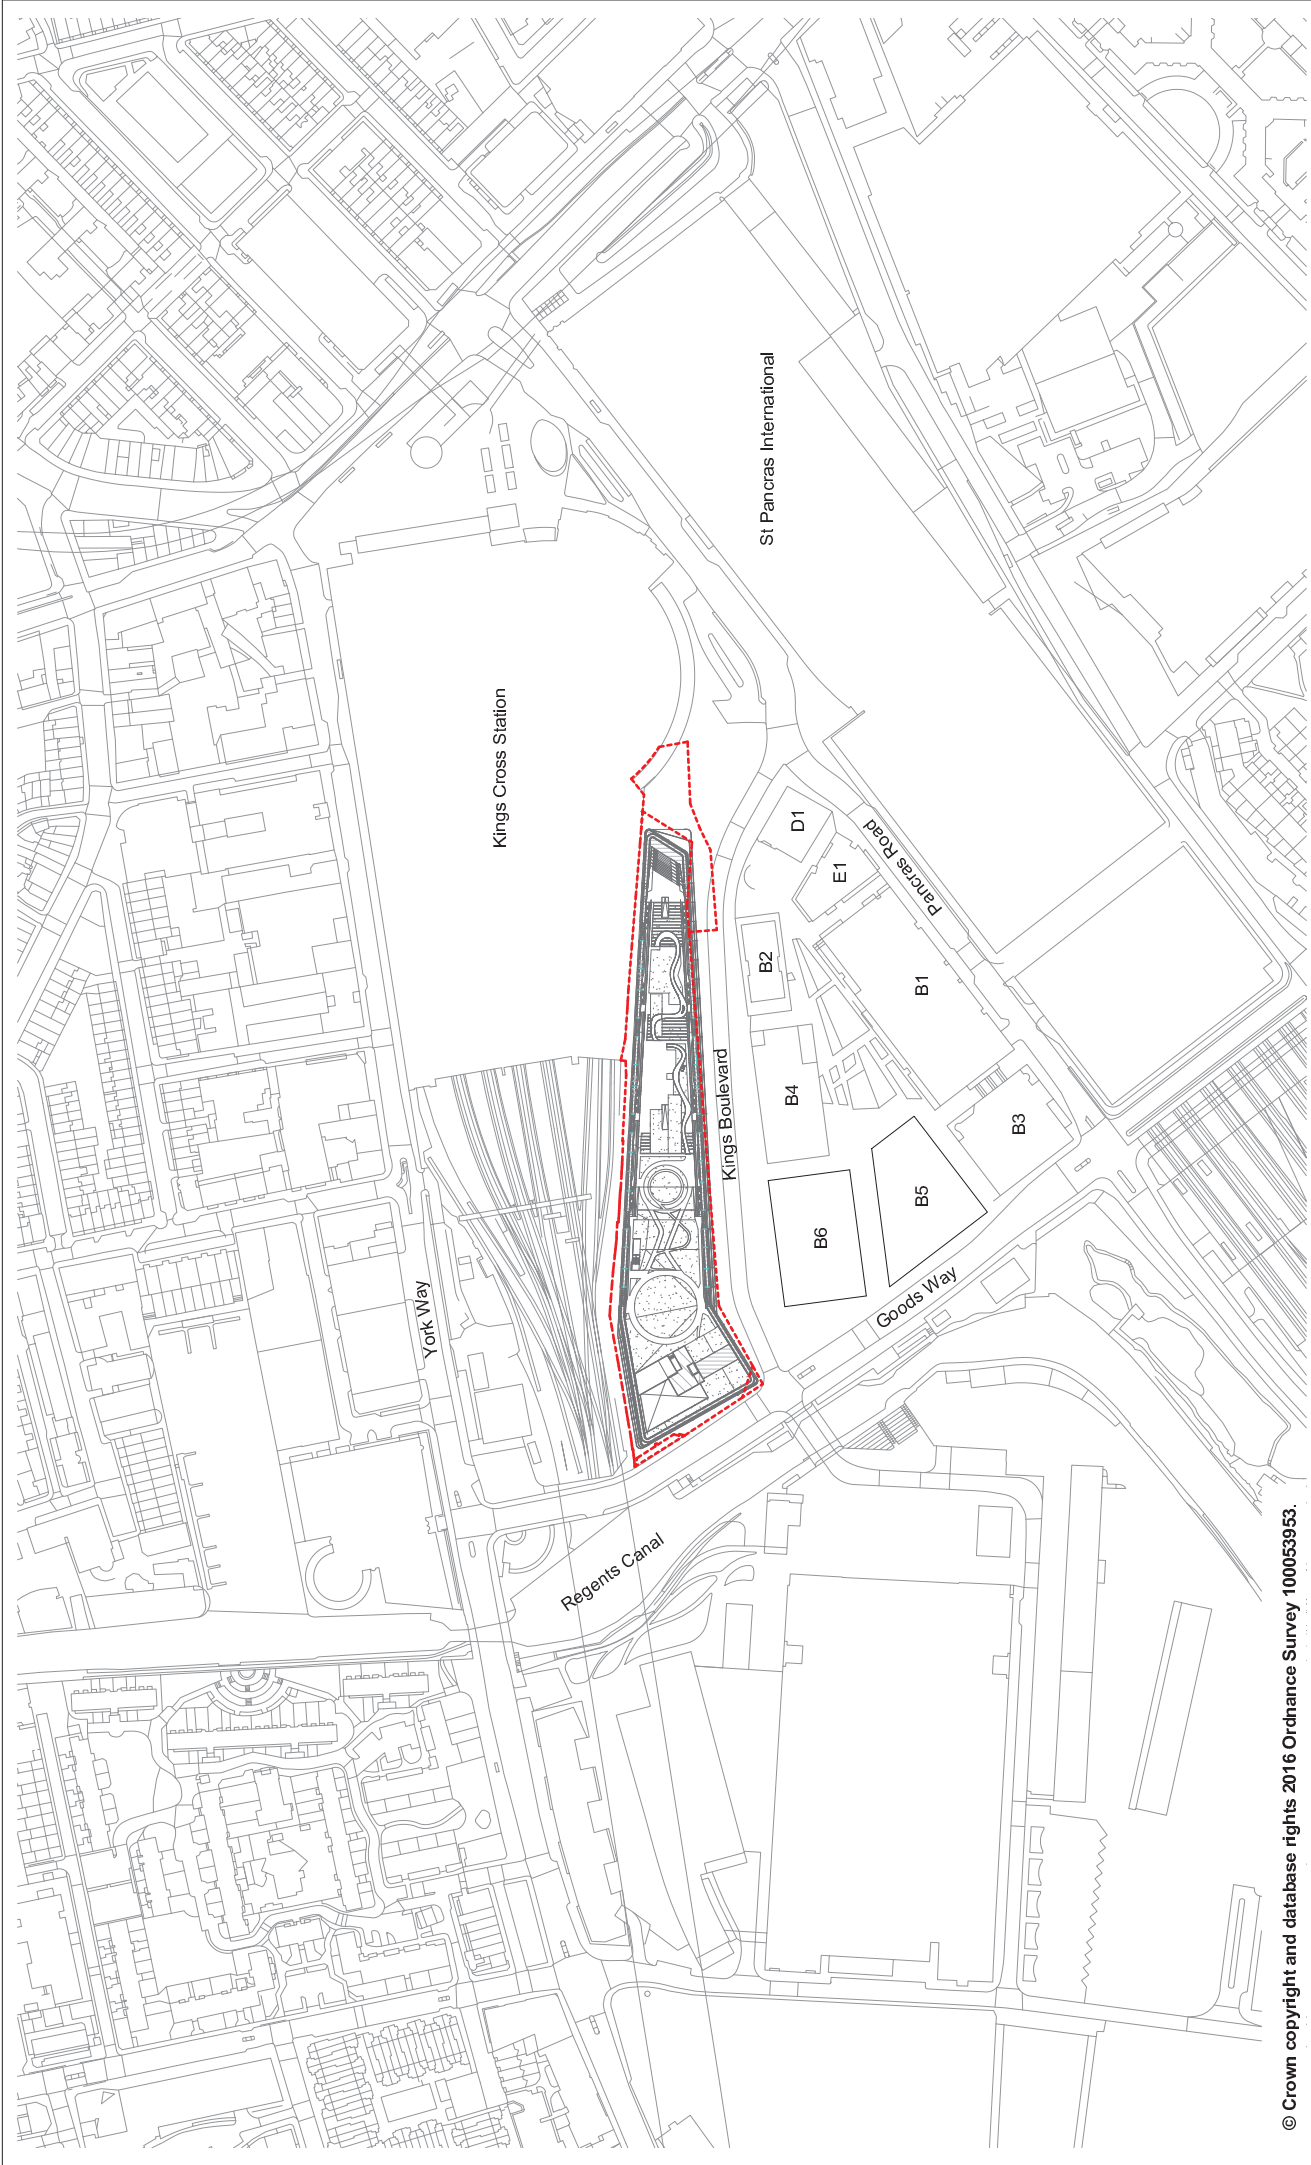 St Pancras International
Kings Cross Station
D1
E1
Pancras Road
B2
B1
B4
Kings Boulevard
B3
B5
B6
Goods Way
York Way
Regents Canal
© Crown copyright and database rights 2016 Ordnance Survey 100053953.